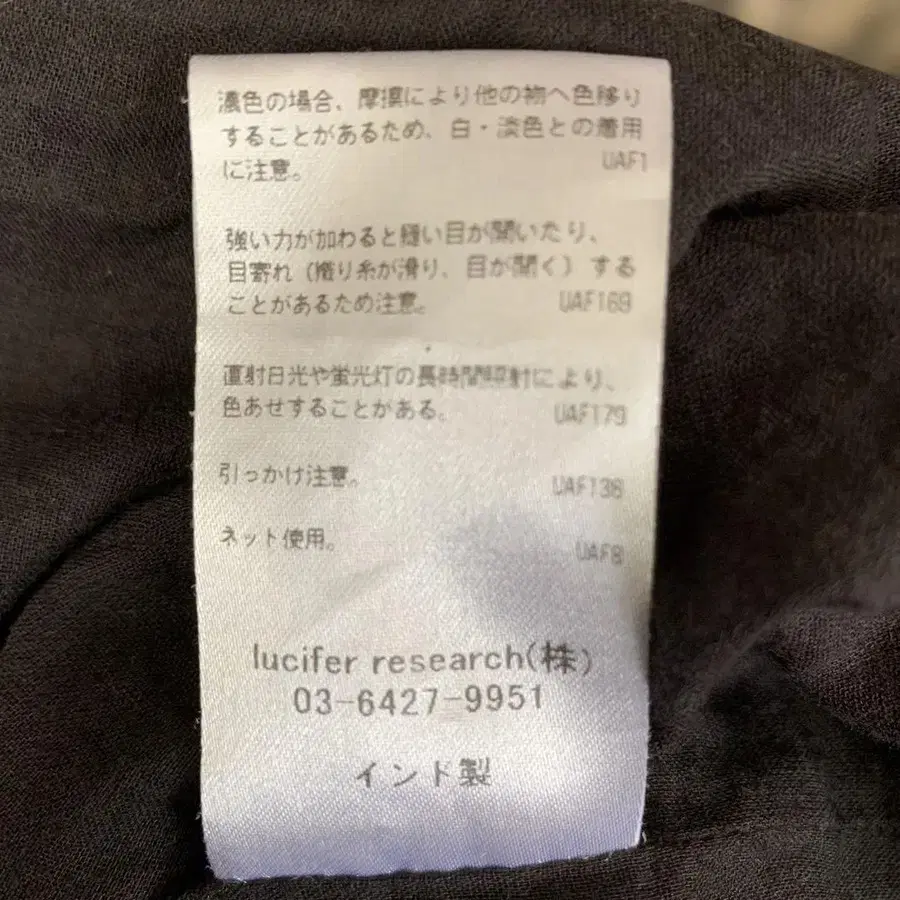 濃色の場合、摩擦により他の物へ色移り
することがあるため、白・淡色との着用
に注意。 UAF1
強い力が加わると縫い目が開いたり、
目寄れ（織り糸が滑り、目が開く）する
ことがあるため注意。 UAF169
直射日光や蛍光灯の長時間照射により、
色あせすることがある。 UAF179
引っかけ注意。 UAF138
ネット使用。 UAF8
lucifer research(株)
03-6427-9951
インド製